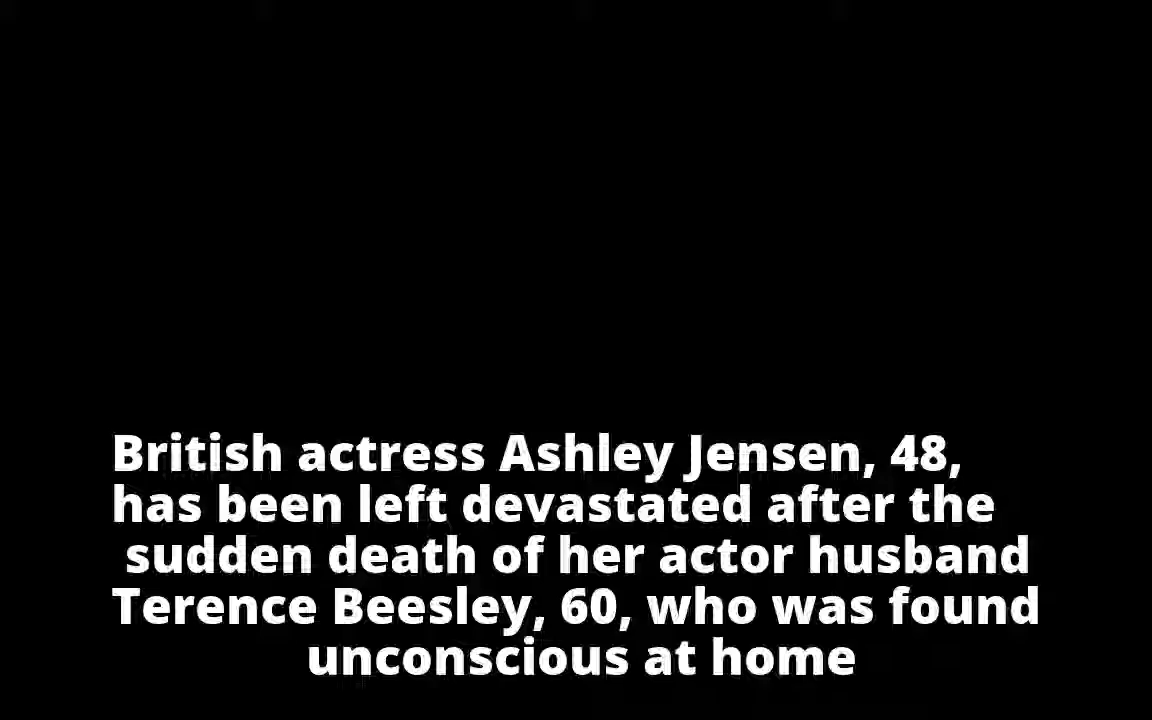 British actress Ashley Jensen, 48,
has been left devastated after the
sudden death of her actor husband
Terence Beesley, 60, who was found
unconscious at home